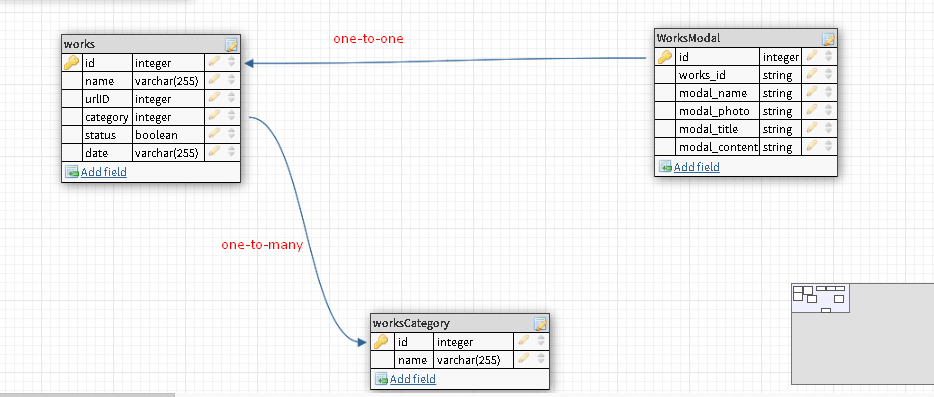 one-to-one
works
id integer
name varchar(255)
urlID integer
category integer
status boolean
date varchar(255)
Add field
WorksModal
id integer
works_id string
modal_name string
modal_photo string
modal_title string
modal_content string
Add field
one-to-many
worksCategory
id integer
name varchar(255)
Add field